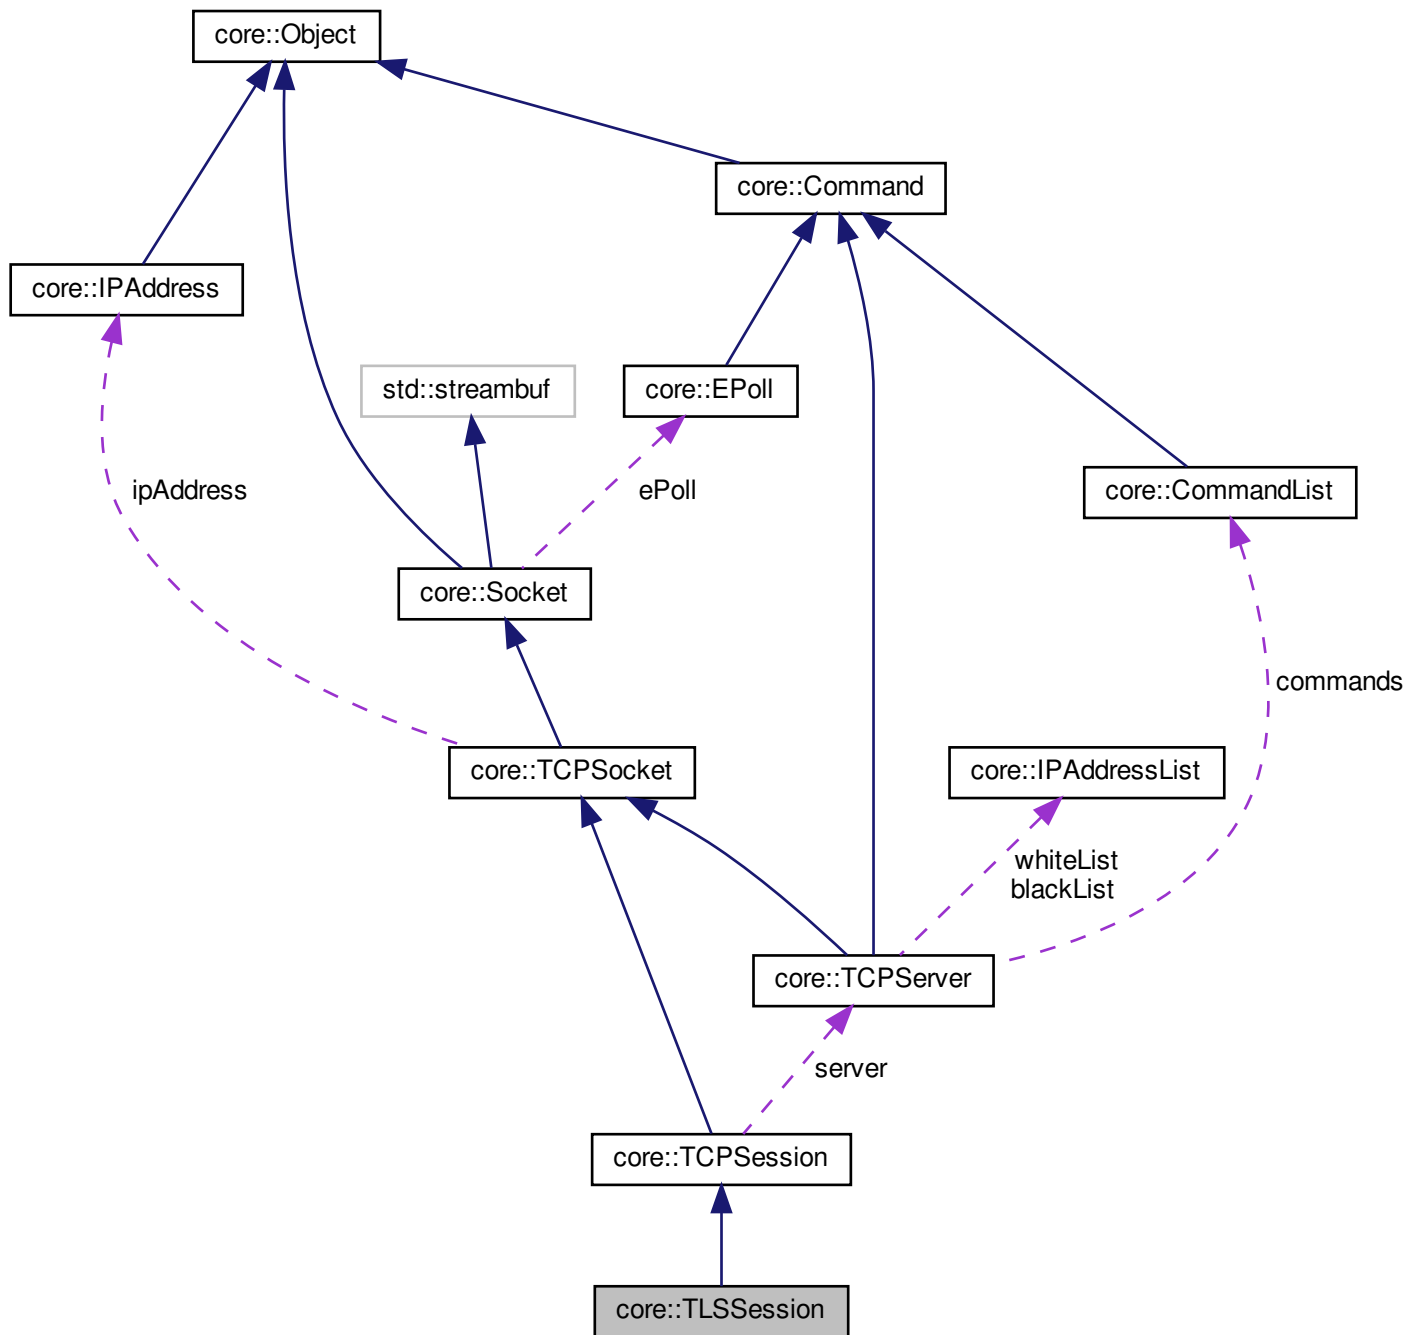 core::Object
core::Command
core::IPAddress
std::streambuf
core::EPoll
ipAddress
ePoll
core::CommandList
core::Socket
commands
core::TCPSocket
core::IPAddressList
whiteList
blackList
core::TCPServer
server
core::TCPSession
core::TLSSession